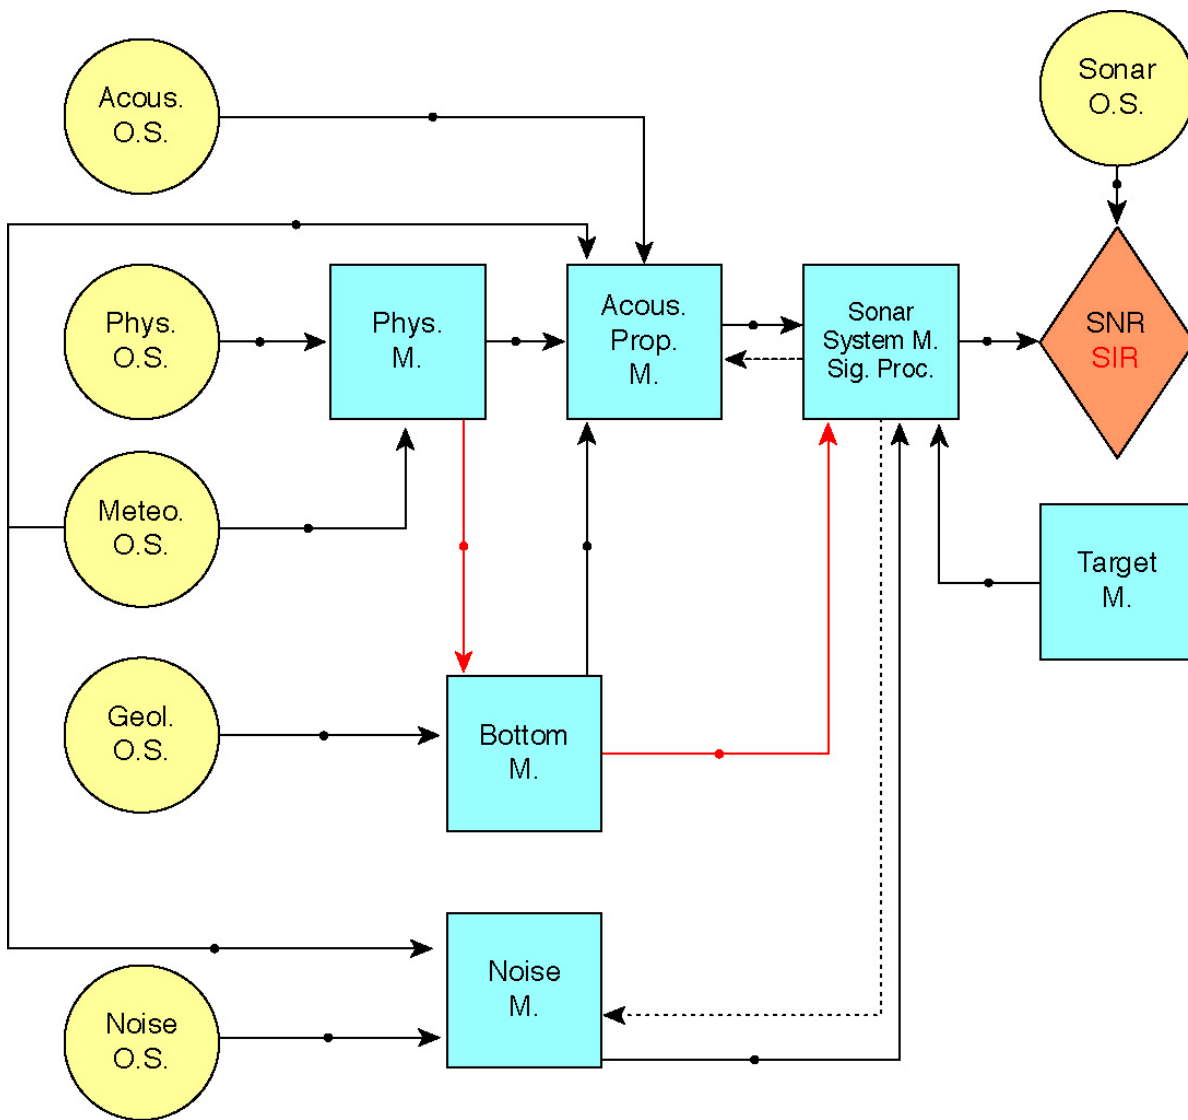 Acous.
O.S.
Sonar
O.S.
Phys.
O.S.
Phys.
M.
Acous.
Prop.
M.
Sonar
System M.
Sig. Proc.
SNR
SIR
Meteo.
O.S.
Target
M.
Geol.
O.S.
Bottom
M.
Noise
M.
Noise
O.S.